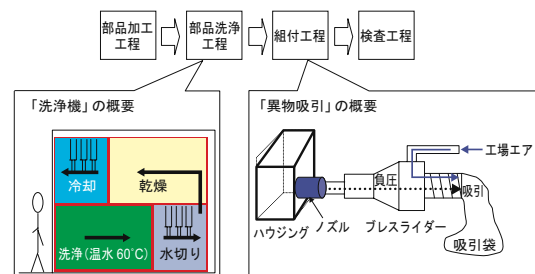 部品加工
工程
部品洗浄
工程
組付工程
検査工程
「洗浄機」の概要
冷却
乾燥
洗浄(温水60℃)
水切り
「異物吸引」の概要
工場エア
負圧
吸引
ハウジング
ノズル
ブレスライダー
吸引袋